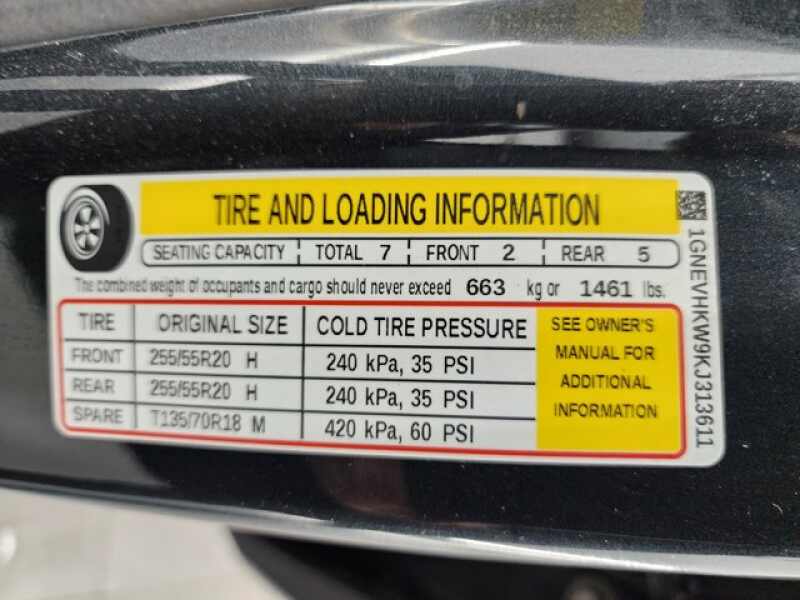 TIRE AND LOADING INFORMATION
SEATING CAPACITY TOTAL 7 FRONT 2 REAR 5
The combined weight of occupants and cargo should never exceed 663 kg or 1461 lbs.
TIRE ORIGINAL SIZE COLD TIRE PRESSURE
FRONT 255/55R20 H 240 kPa, 35 PSI
REAR 255/55R20 H 240 kPa, 35 PSI
SPARE T135/70R18 M 420 kPa, 60 PSI
SEE OWNER'S
MANUAL FOR
ADDITIONAL
INFORMATION
1GNEVHKW9KJ313611